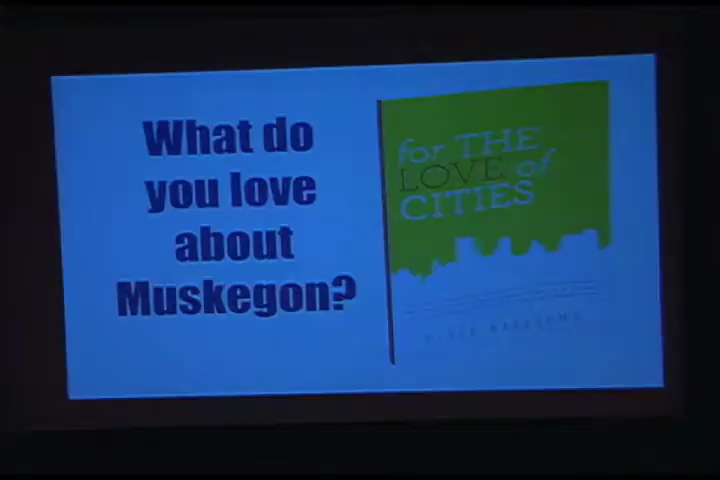 What do
you love
about
Muskegon?
for THE
LOVE of
CITIES